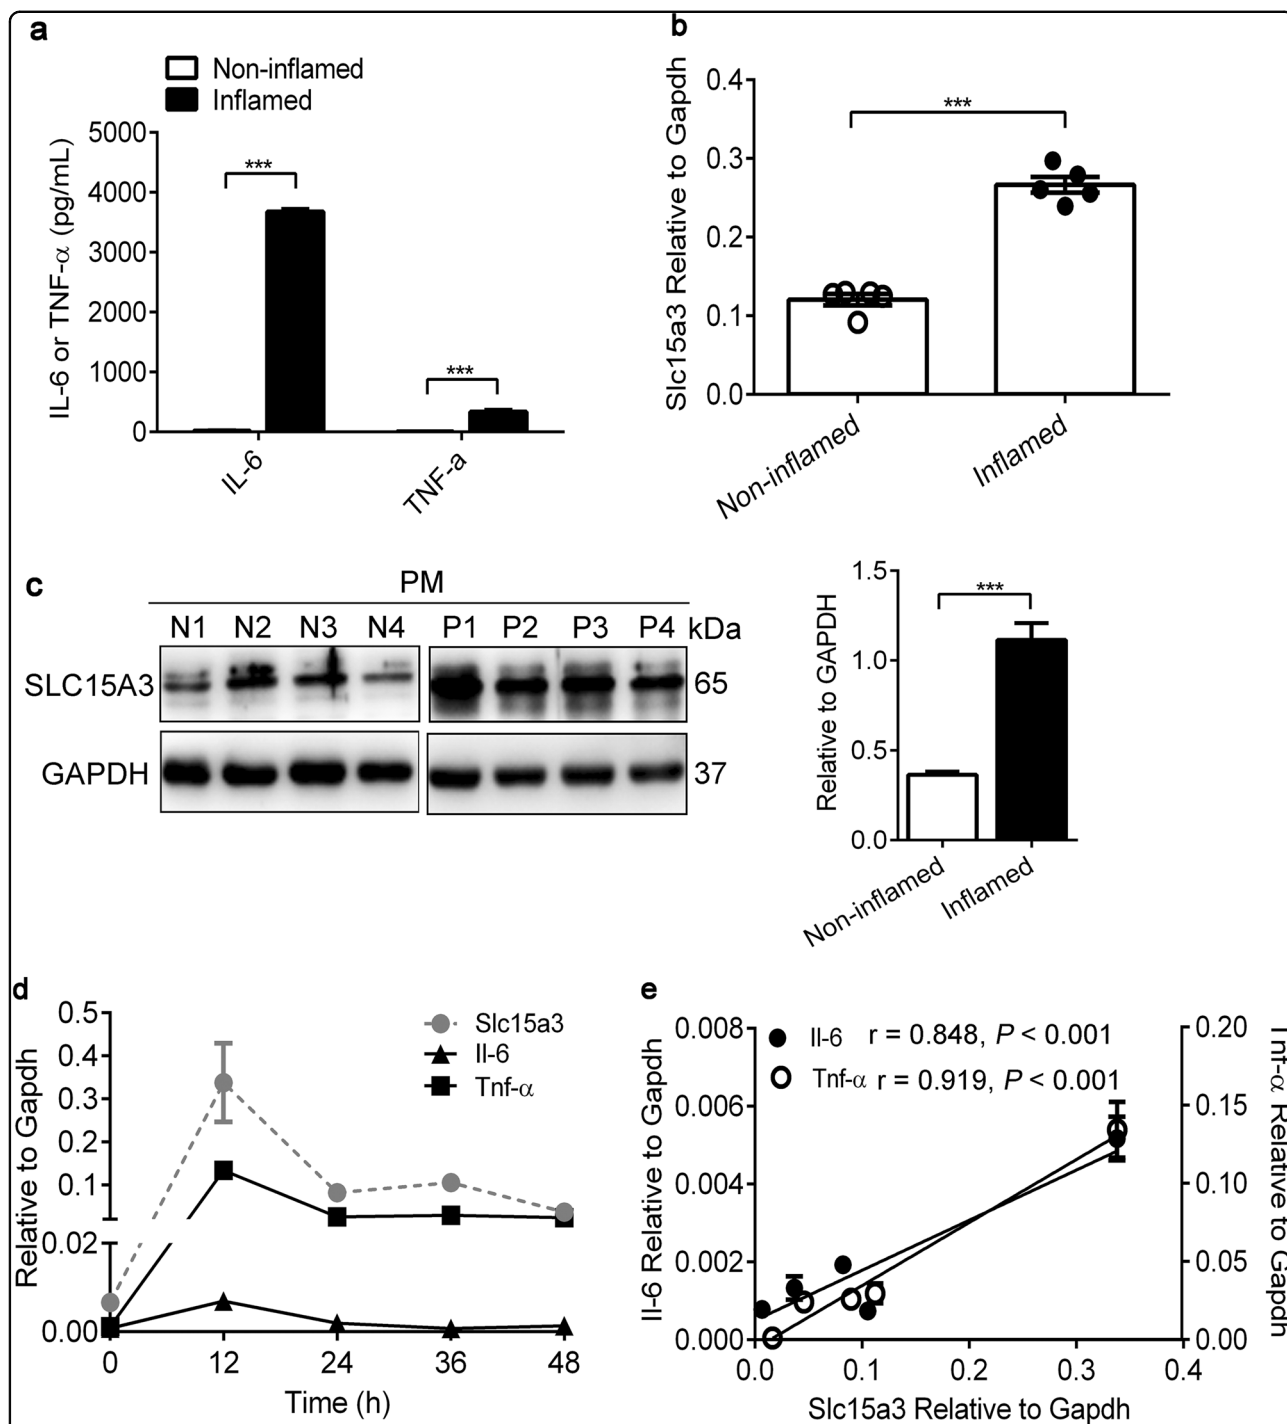 a
Non-inflamed
Inflamed
IL-6 or TNF-α (pg/mL)
5000
4000
3000
2000
1000
0
***
***
IL-6
TNF-a
b
Slc15a3 Relative to Gapdh
0.4
0.3
0.2
0.1
0.0
***
Non-inflamed
Inflamed
c
PM
N1 N2 N3 N4 P1 P2 P3 P4 kDa
SLC15A3 65
GAPDH 37
Relative to GAPDH
1.5
1.0
0.5
0.0
***
Non-inflamed
Inflamed
d
Relative to Gapdh
0.5
0.4
0.3
0.2
0.1
0.02
0.00
Slc15a3
Il-6
Tnf-α
0 12 24 36 48
Time (h)
e
Il-6 Relative to Gapdh
0.008
0.006
0.004
0.002
0.000
Il-6 r = 0.848, P < 0.001
Tnf-α r = 0.919, P < 0.001
0.20
0.15
0.10
0.05
0.00
Tnf-α Relative to Gapdh
0.0 0.1 0.2 0.3 0.4
Slc15a3 Relative to Gapdh